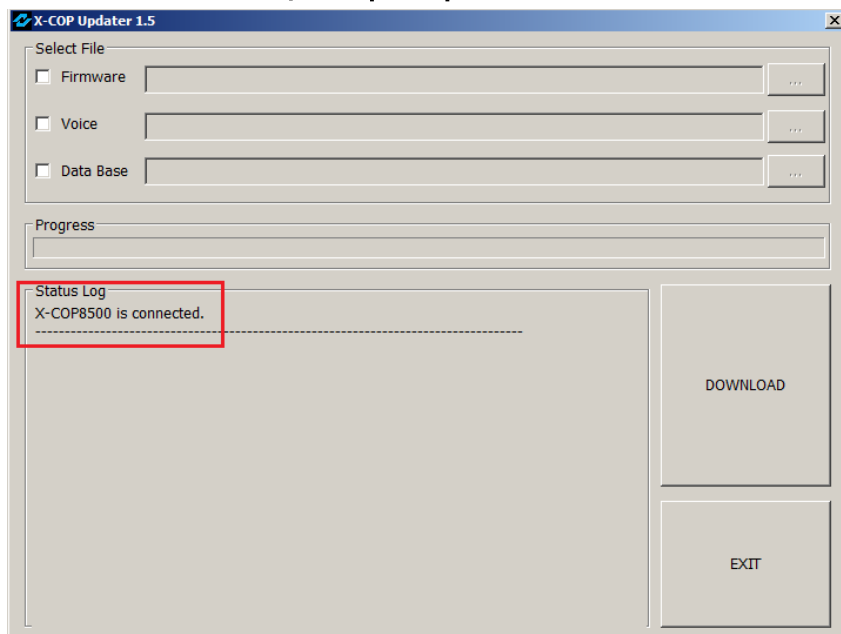 X-COP Updater 1.5
Select File
Firmware ...
Voice ...
Data Base ...
Progress
Status Log
X-COP8500 is connected.
--------------------------------------------------------------------------------
DOWNLOAD
EXIT